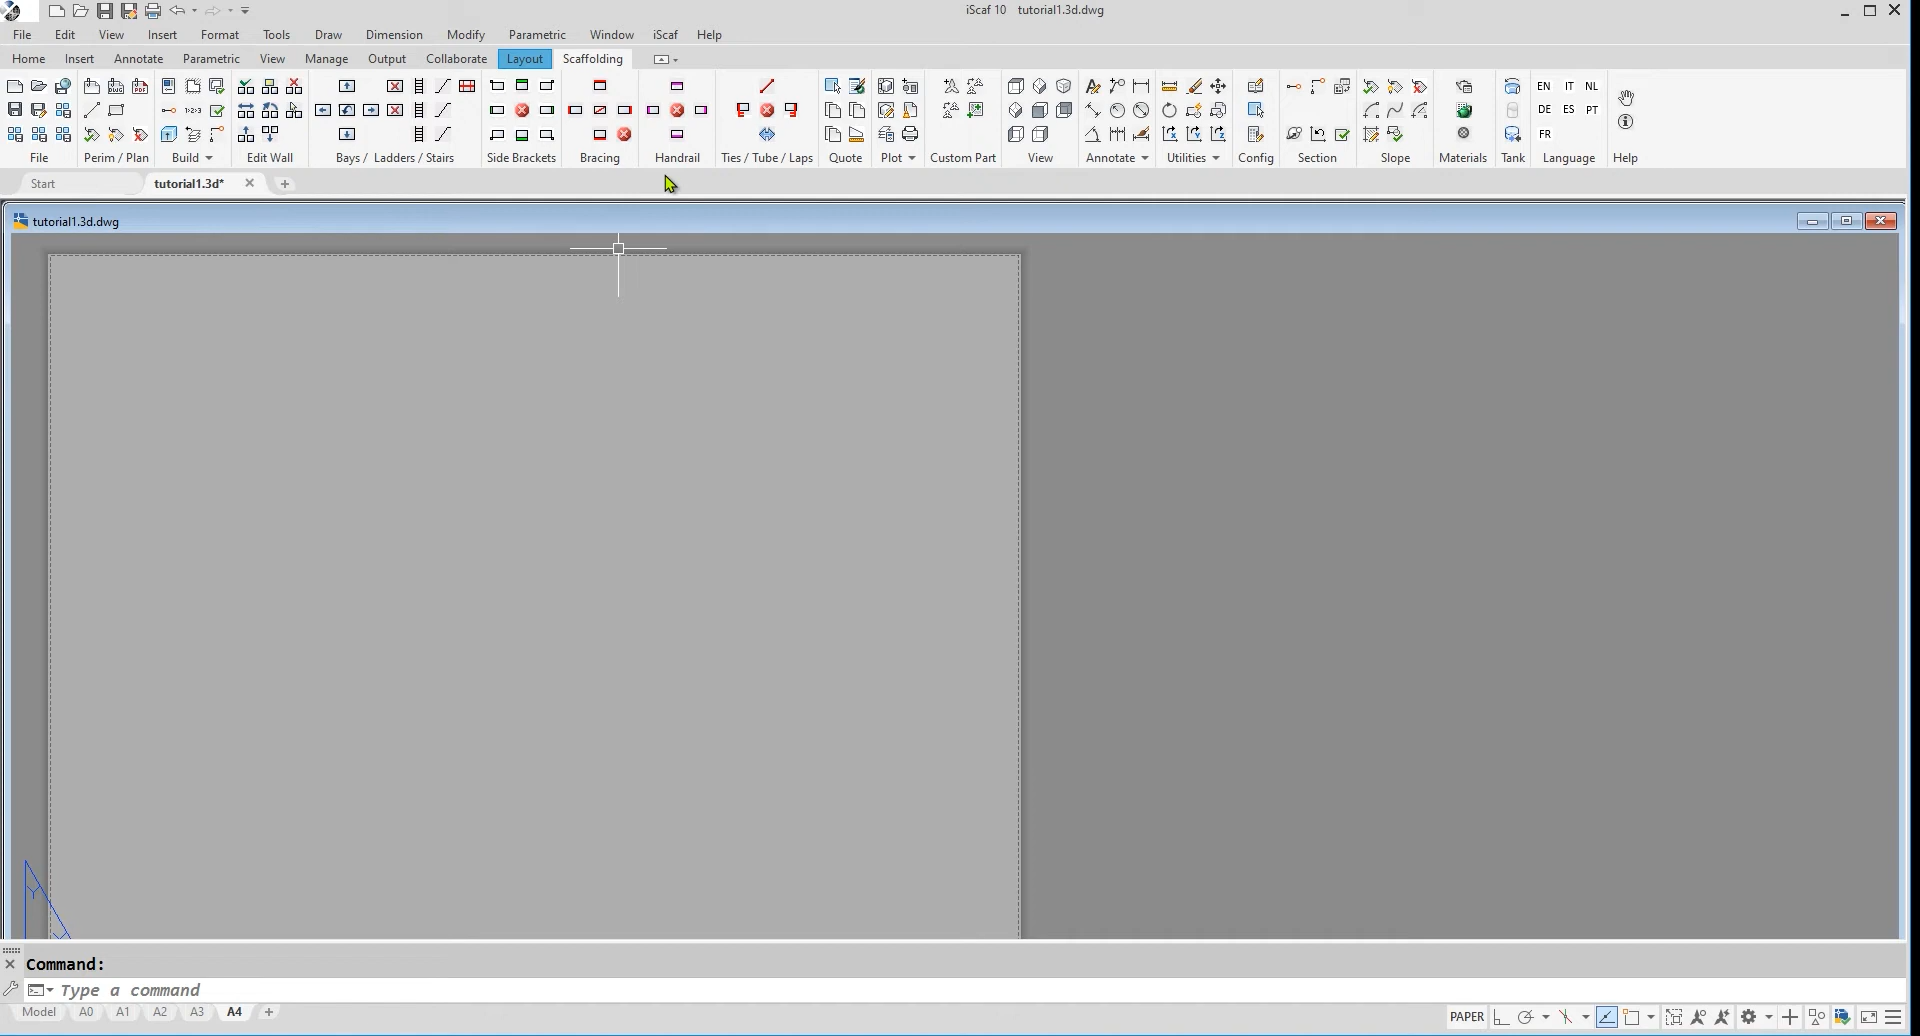 iScaf 10 tutorial1.3d.dwg
File Edit View Insert Format Tools Draw Dimension Modify Parametric Window iScaf Help
Home Insert Annotate Parametric View Manage Output Collaborate Layout Scaffolding
EN IT NL
DE ES PT
FR
File Perim / Plan Build Edit Wall Bays / Ladders / Stairs Side Brackets Bracing Handrail Ties / Tube / Laps Quote Plot Custom Part View Annotate Utilities Config Section Slope Materials Tank Language Help
Start tutorial1.3d*
tutorial1.3d.dwg
Y
Command:
Type a command
Model A0 A1 A2 A3 A4
PAPER